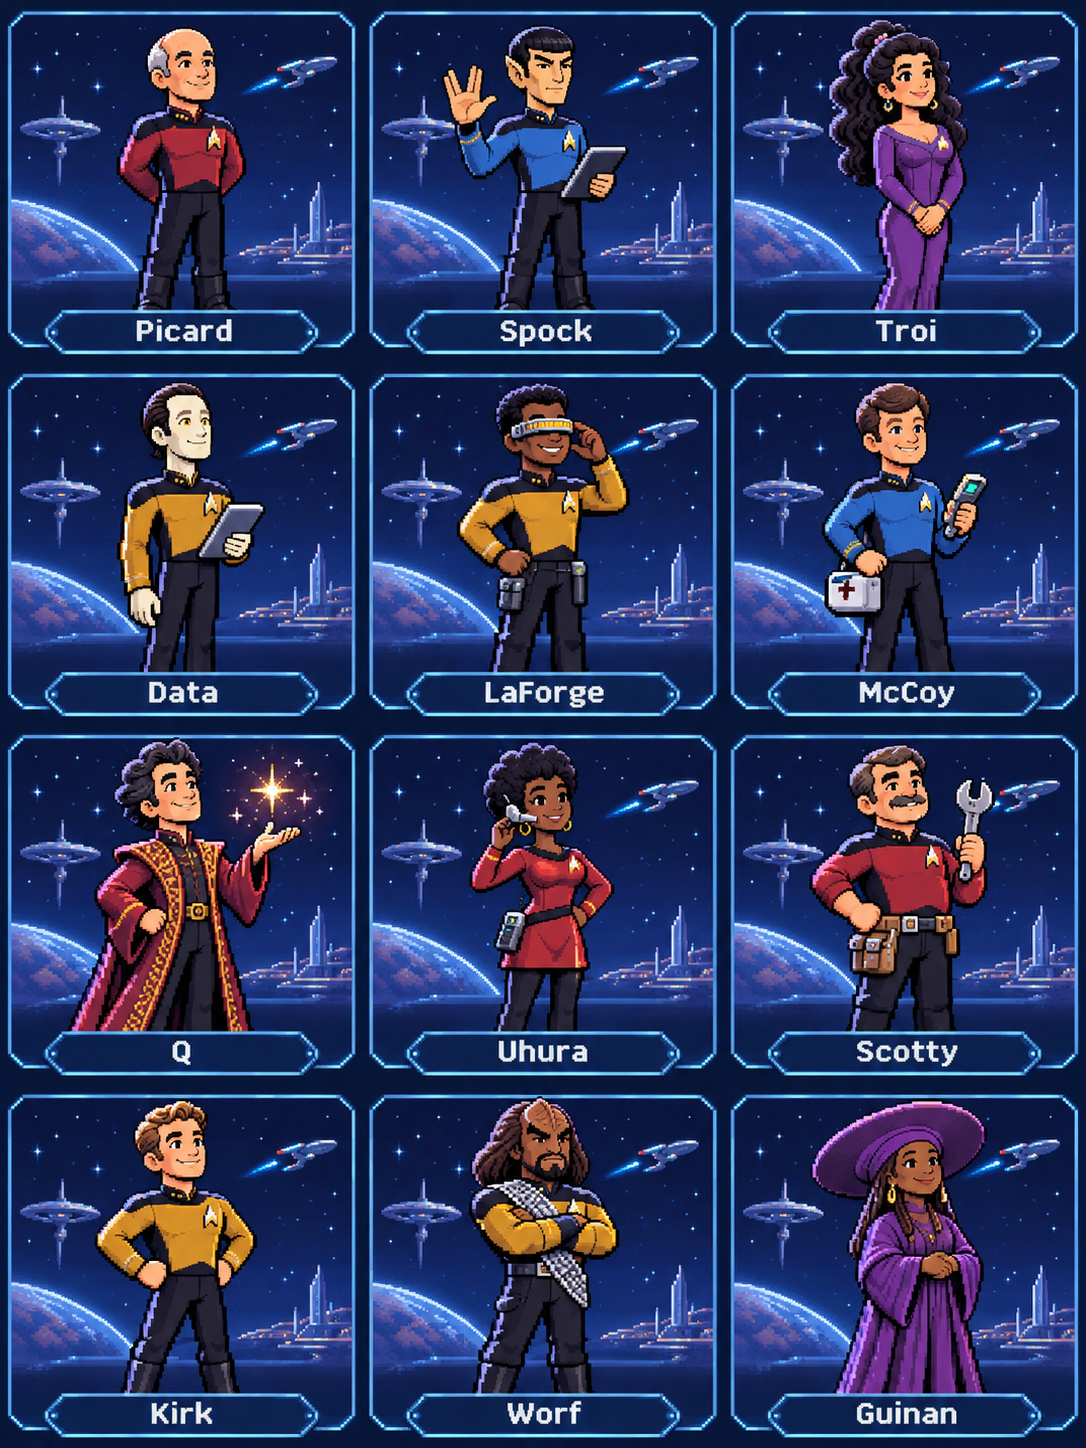 Picard
Spock
Troi
Data
LaForge
McCoy
Q
Uhura
Scotty
Kirk
Worf
Guinan